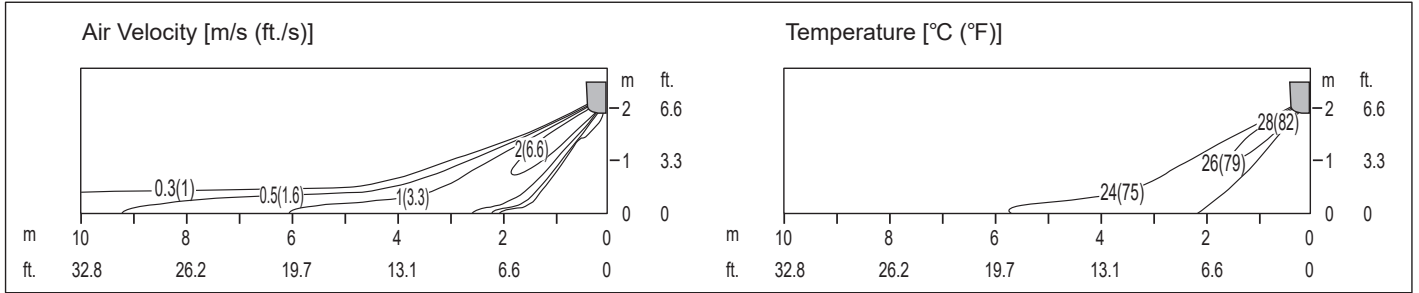 Air Velocity [m/s (ft./s)]
m ft.
2 6.6
2(6.6)
1 3.3
0.3(1)
0.5(1.6)
1(3.3)
0 0
m 10 8 6 4 2 0
ft. 32.8 26.2 19.7 13.1 6.6 0
Temperature [°C (°F)]
m ft.
2 6.6
28(82)
26(79)
1 3.3
24(75)
0 0
m 10 8 6 4 2 0
ft. 32.8 26.2 19.7 13.1 6.6 0